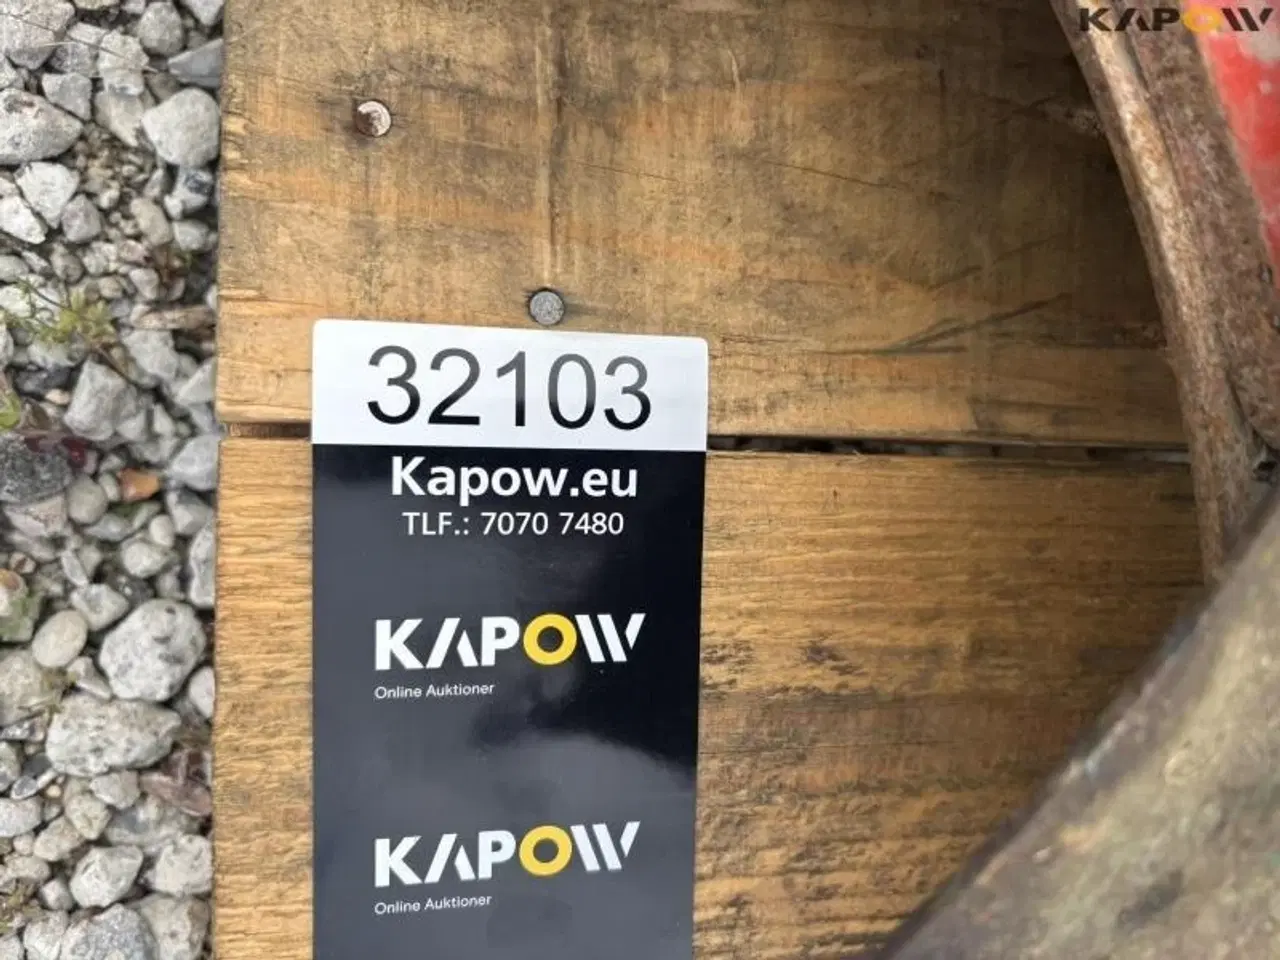 KAPOW
32103
Kapow.eu
TLF.: 7070 7480
KAPOW
Online Auktioner
KAPOW
Online Auktioner